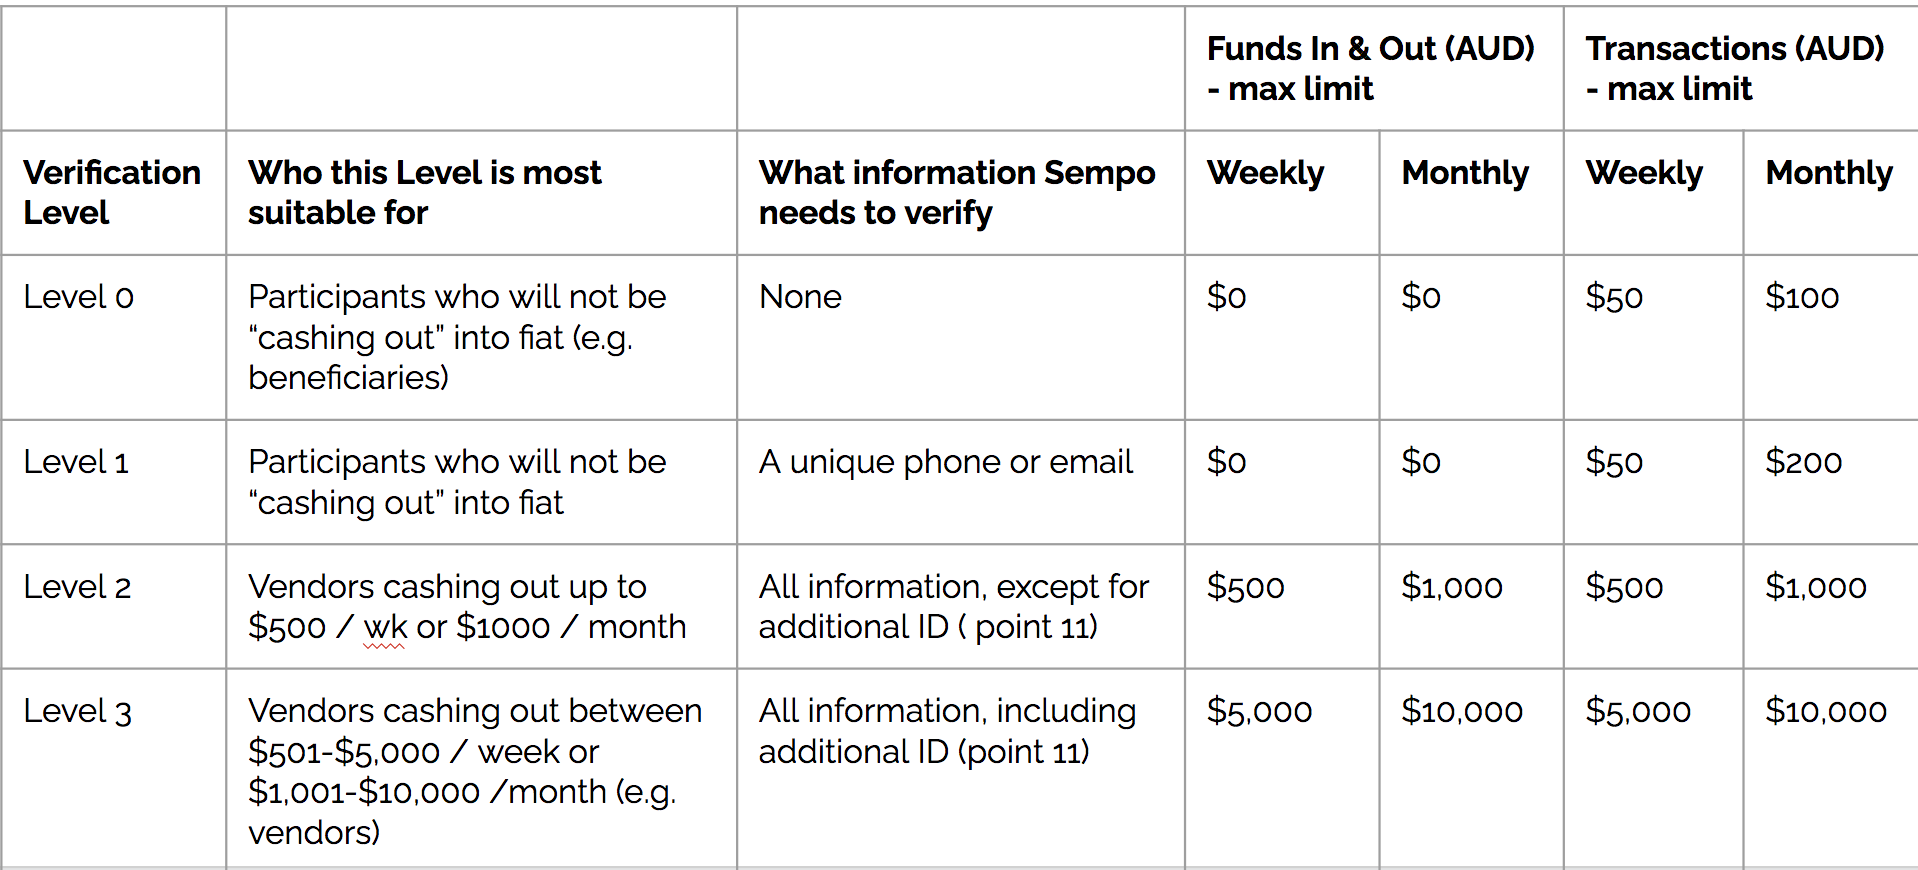 Funds In & Out (AUD)
- max limit
Transactions (AUD)
- max limit
Verification
Level
Who this Level is most
suitable for
What information Sempo
needs to verify
Weekly
Monthly
Weekly
Monthly
Level 0
Participants who will not be
“cashing out” into fiat (e.g.
beneficiaries)
None
$0
$0
$50
$100
Level 1
Participants who will not be
“cashing out” into fiat
A unique phone or email
$0
$0
$50
$200
Level 2
Vendors cashing out up to
$500 / wk or $1000 / month
All information, except for
additional ID ( point 11)
$500
$1,000
$500
$1,000
Level 3
Vendors cashing out between
$501-$5,000 / week or
$1,001-$10,000 /month (e.g.
vendors)
All information, including
additional ID (point 11)
$5,000
$10,000
$5,000
$10,000